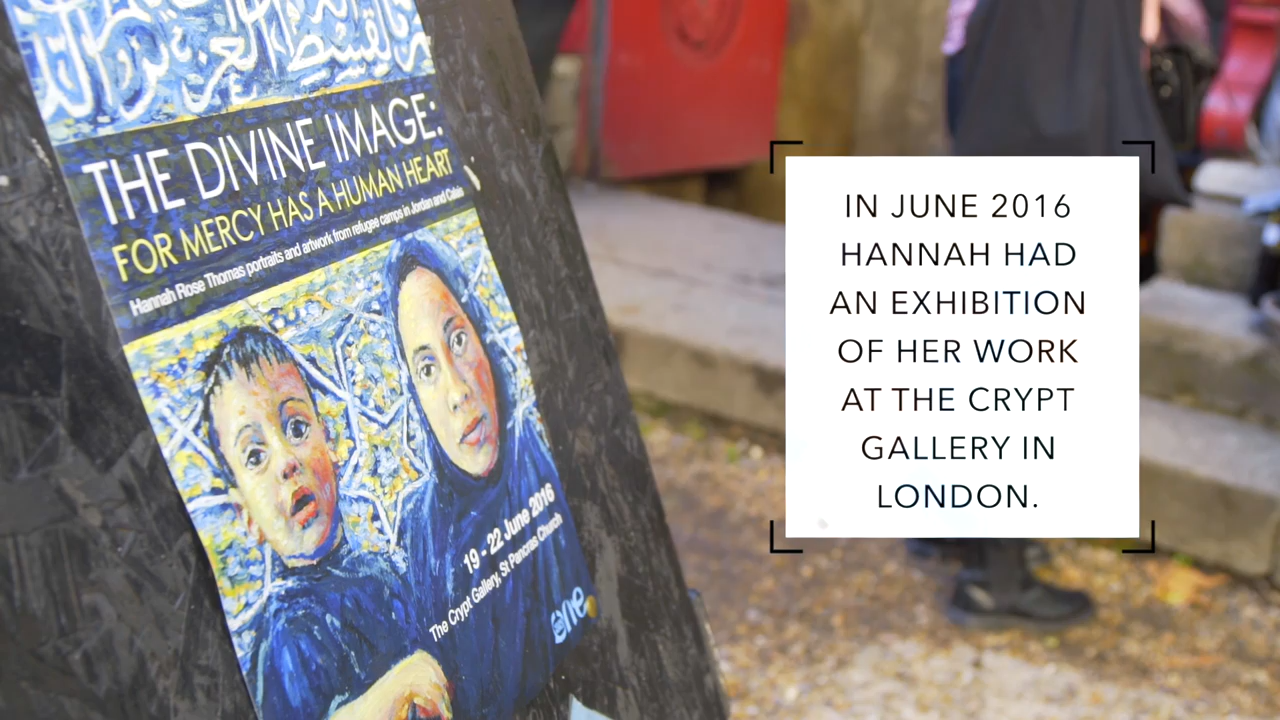 THE DIVINE IMAGE:
FOR MERCY HAS A HUMAN HEART
Hannah Rose Thomas portraits and artwork from refugee camps in Jordan and Calais
19 - 22 June 2016
The Crypt Gallery, St Pancras Church
one
IN JUNE 2016
HANNAH HAD
AN EXHIBITION
OF HER WORK
AT THE CRYPT
GALLERY IN
LONDON.